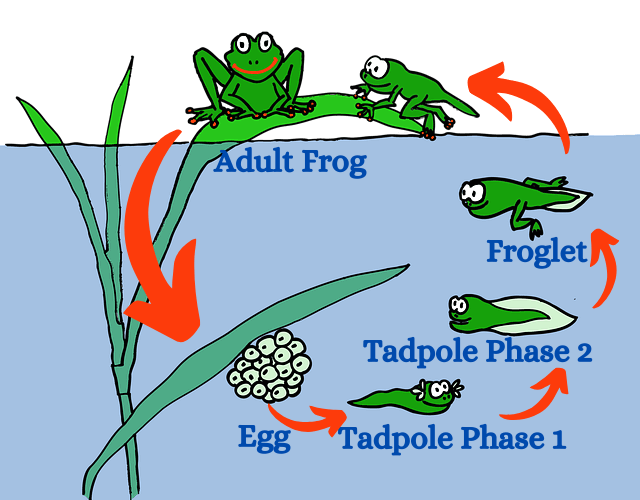 Adult Frog
Froglet
Tadpole Phase 2
Egg
Tadpole Phase 1